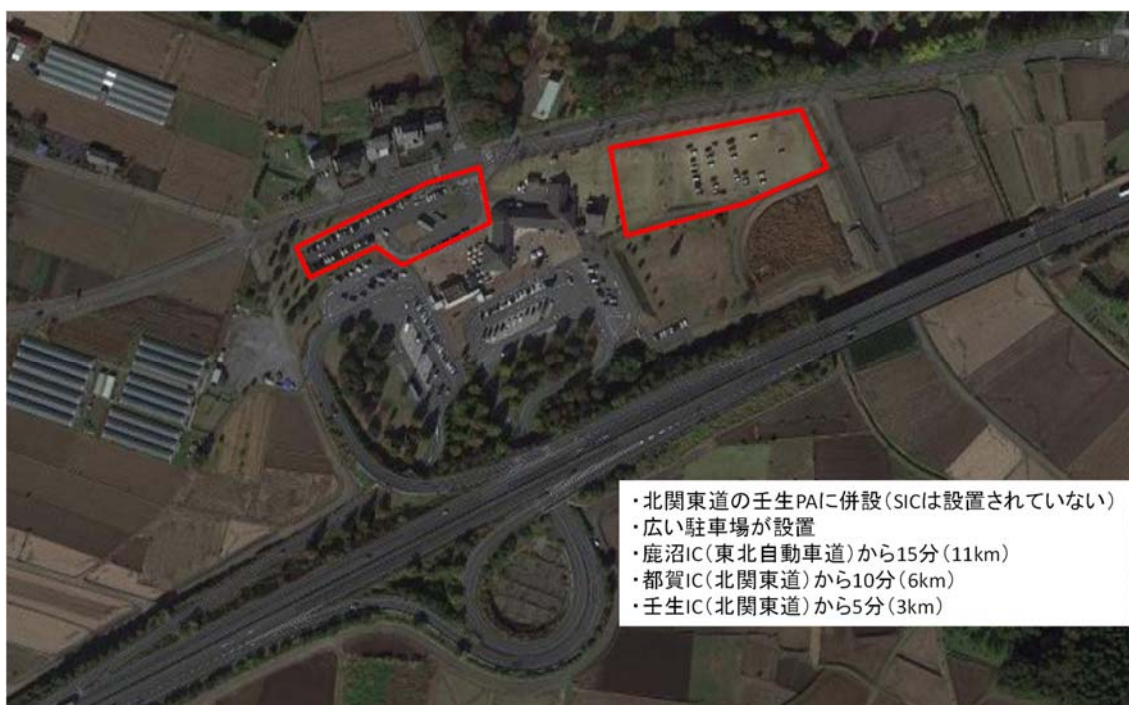 ・北関東道の壬生PAに併設（SICは設置されていない）
・広い駐車場が設置
・鹿沼IC（東北自動車道）から15分（11km）
・都賀IC（北関東道）から10分（6km）
・壬生IC（北関東道）から5分（3km）